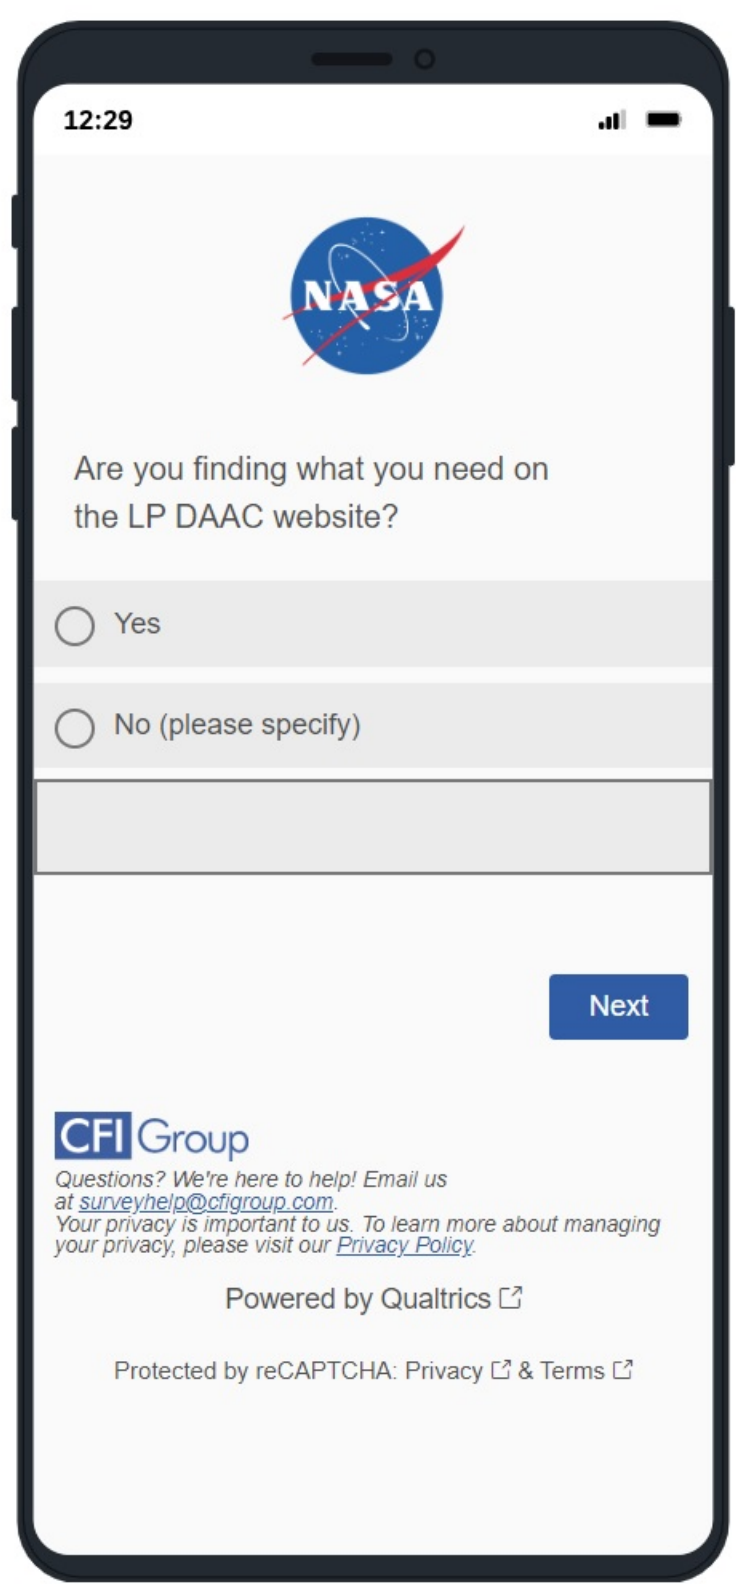 12:29
NASA
Are you finding what you need on
the LP DAAC website?
Yes
No (please specify)
Next
CFI Group
Questions? We're here to help! Email us
at surveyhelp@cfigroup.com.
Your privacy is important to us. To learn more about managing
your privacy, please visit our Privacy Policy.
Powered by Qualtrics
Protected by reCAPTCHA: Privacy & Terms